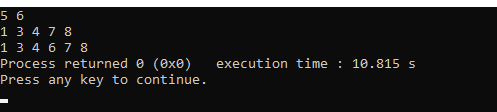 5 6
1 3 4 7 8
1 3 4 6 7 8
Process returned 0 (0x0)   execution time : 10.815 s
Press any key to continue.